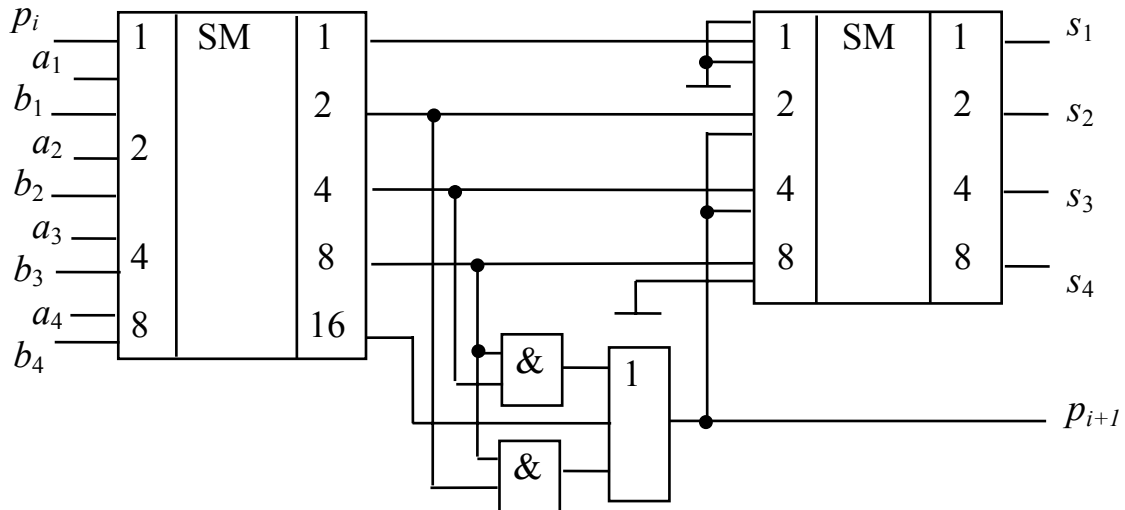 p_i
a_1
b_1
a_2
b_2
a_3
b_3
a_4
b_4
1 SM 1
2 2
4 4
8 8
16
1 SM 1
2 2
4 4
8 8
s_1
s_2
s_3
s_4
&
1
&
p_{i+1}